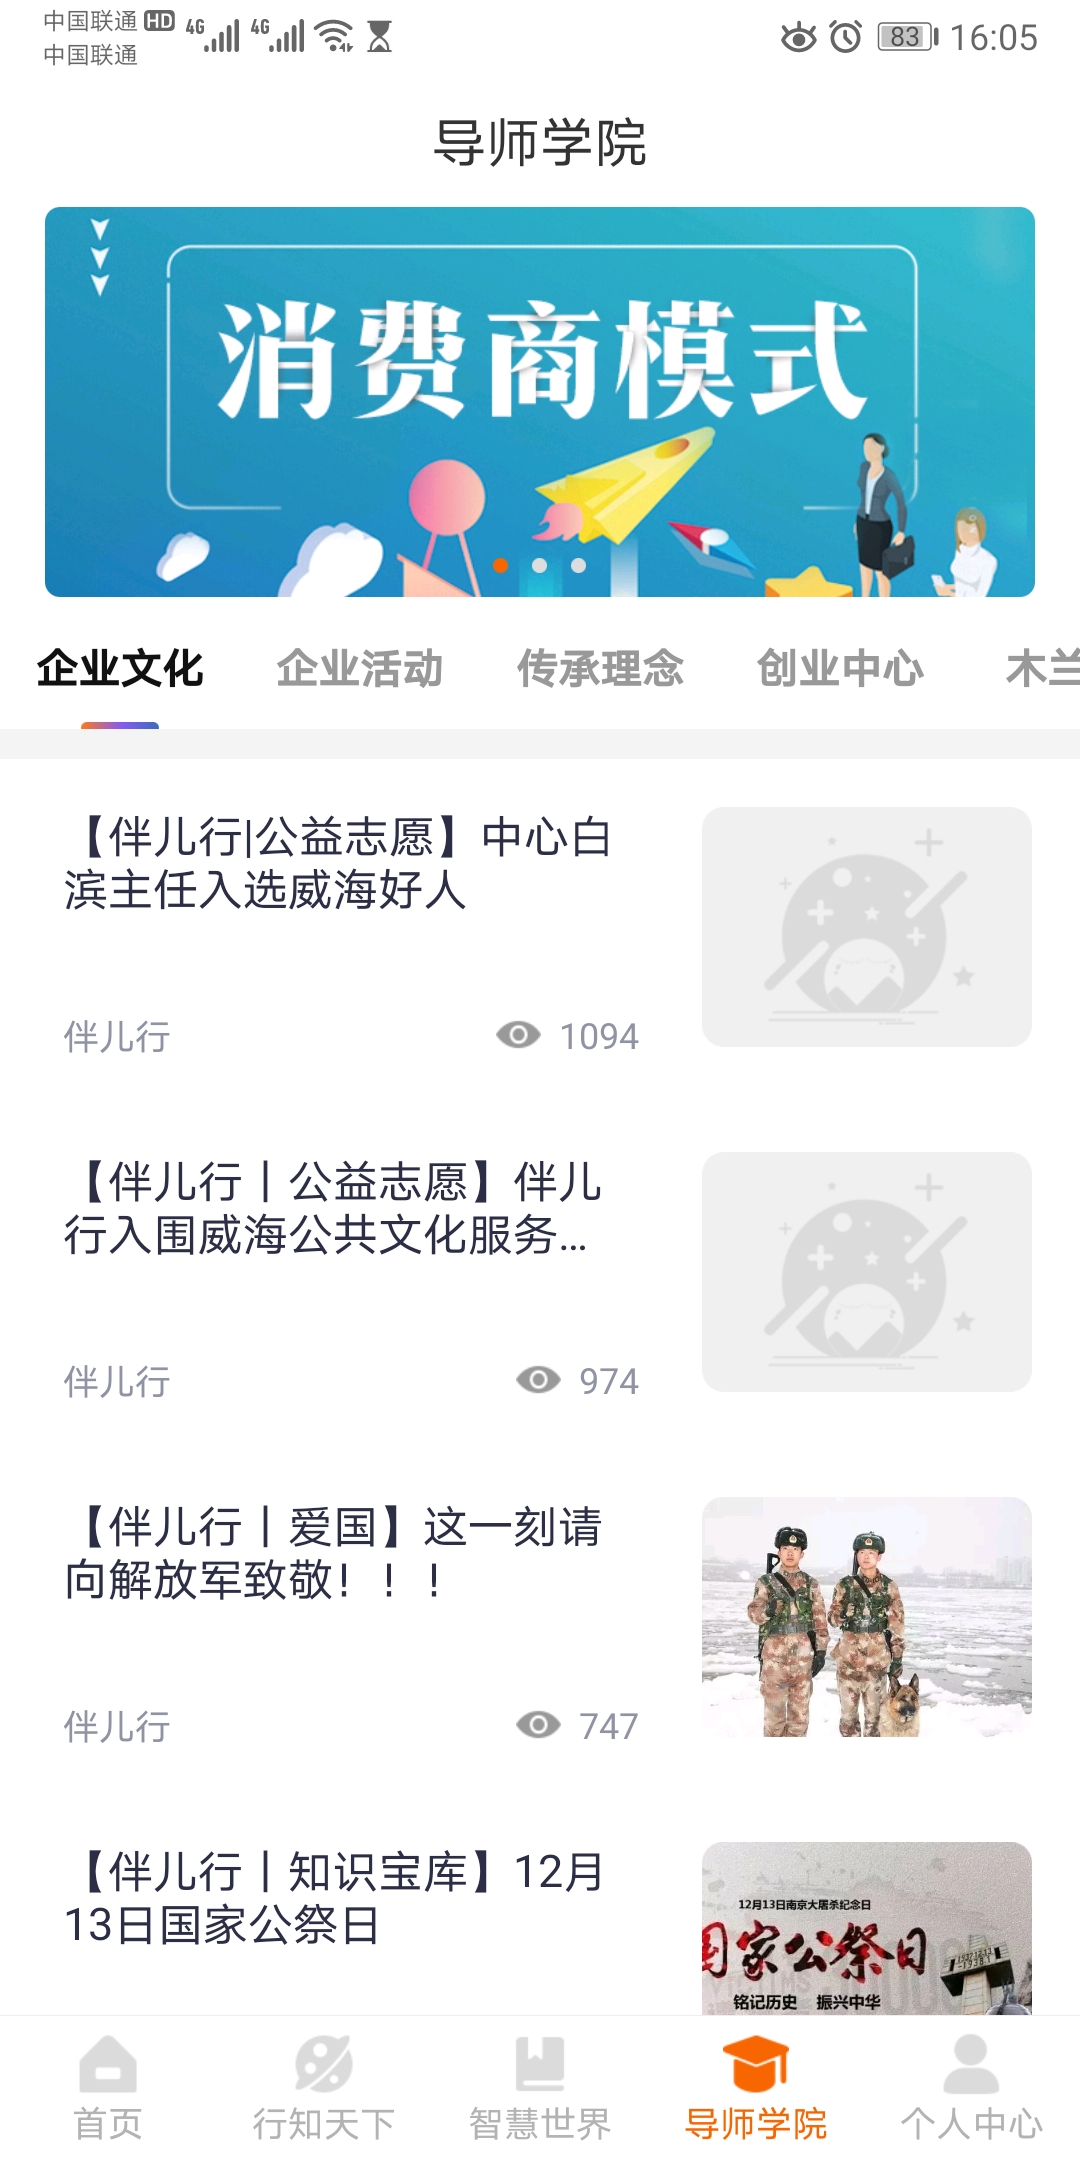 中国联通 HD 4G 4G 83 16:05
中国联通
导师学院
消费商模式
企业文化 企业活动 传承理念 创业中心 木兰
【伴儿行|公益志愿】中心白
滨主任入选威海好人
伴儿行 1094
【伴儿行丨公益志愿】伴儿
行入围威海公共文化服务...
伴儿行 974
【伴儿行丨爱国】这一刻请
向解放军致敬！！！
伴儿行 747
【伴儿行丨知识宝库】12月
13日国家公祭日
12月13日南京大屠杀纪念日
国家公祭日
铭记历史 振兴中华
首页 行知天下 智慧世界 导师学院 个人中心